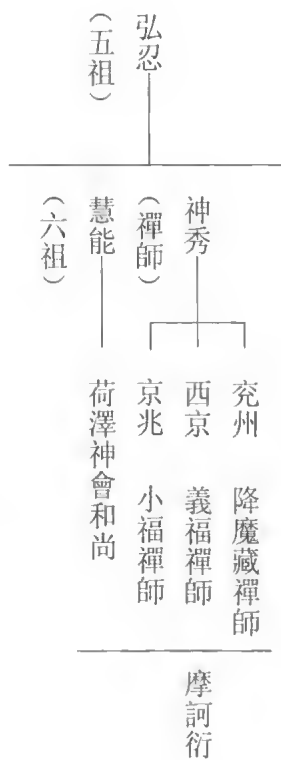 弘忍
（五祖）
神秀
（禪師）
慧能
（六祖）
兗州　降魔藏禪師
西京　義福禪師
京兆　小福禪師
荷澤神會和尚
摩訶衍